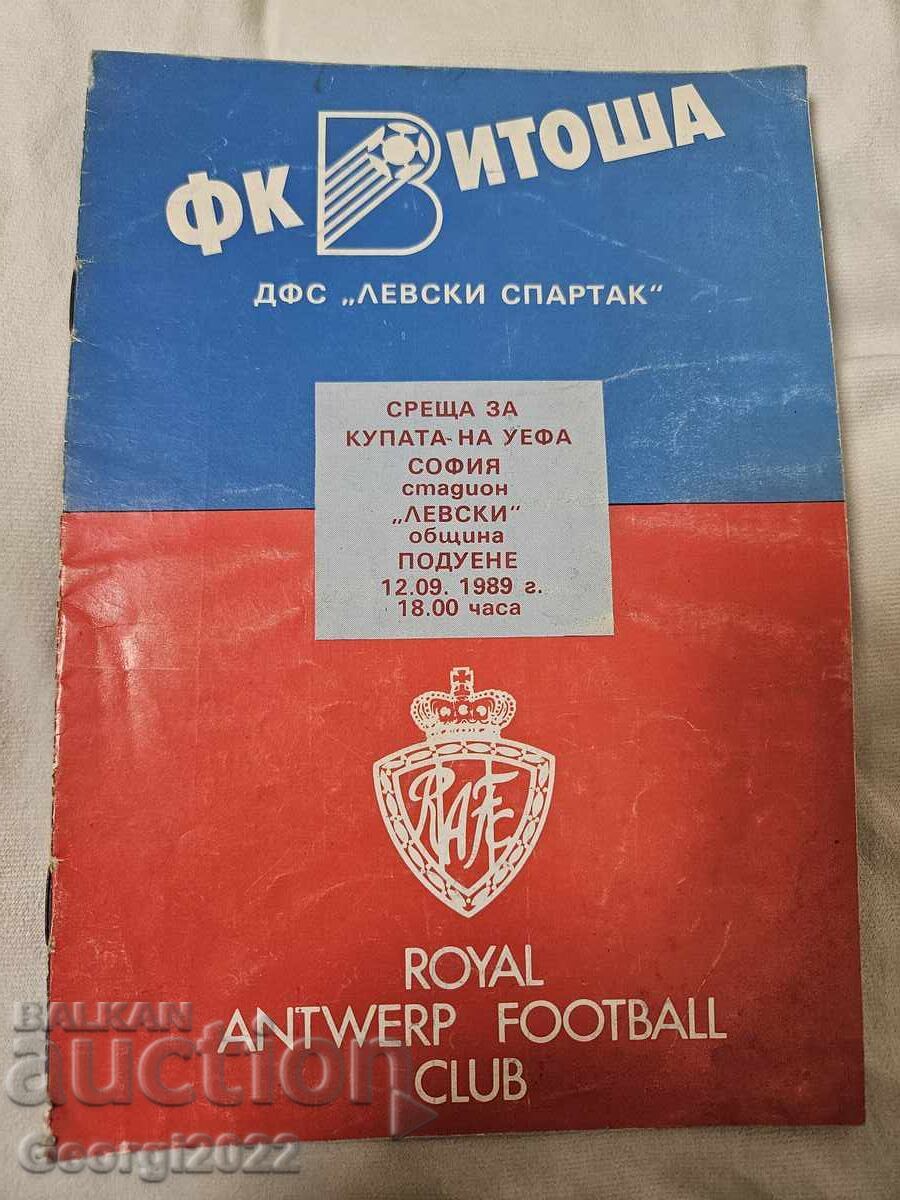 ФК ВИТОША
ДФС „ЛЕВСКИ СПАРТАК“
СРЕЩА ЗА
КУПАТА-НА УЕФА
СОФИЯ
стадион
„ЛЕВСКИ“
община
ПОДУЕНЕ
12.09. 1989 г.
18.00 часа
RAFC
ROYAL
ANTWERP FOOTBALL
CLUB
BALKAN
auction
Georgi2022